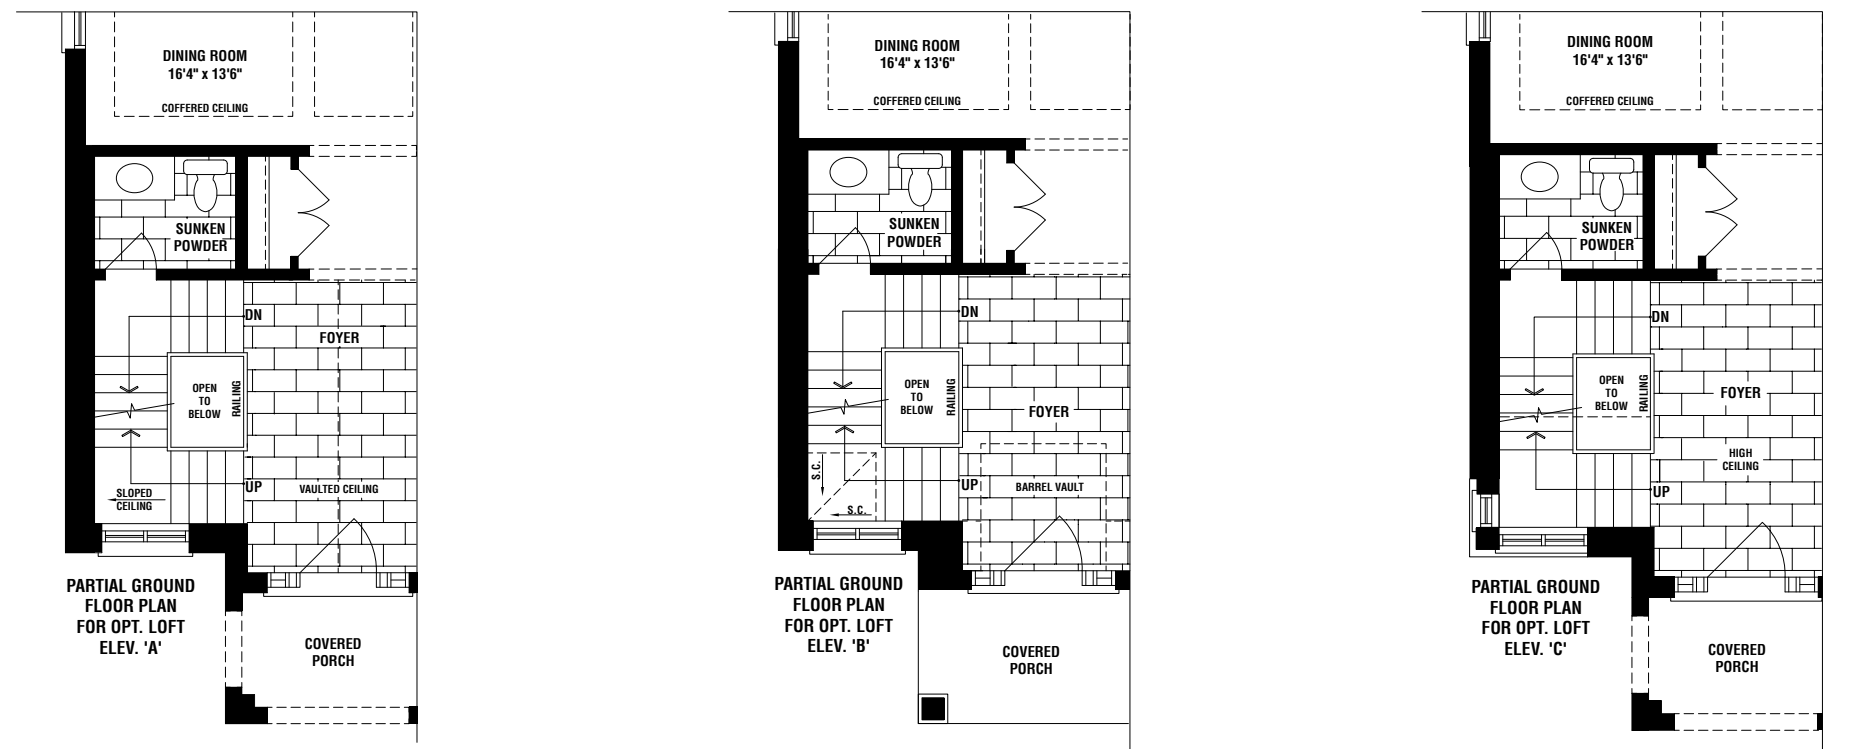 DINING ROOM
16'4" x 13'6"
COFFERED CEILING
SUNKEN
POWDER
DN
FOYER
OPEN
TO
BELOW
RAILING
UP
SLOPED
CEILING
VAULTED CEILING
PARTIAL GROUND
FLOOR PLAN
FOR OPT. LOFT
ELEV. 'A'
COVERED
PORCH
DINING ROOM
16'4" x 13'6"
COFFERED CEILING
SUNKEN
POWDER
DN
OPEN
TO
BELOW
RAILING
FOYER
S.C.
UP
BARREL VAULT
S.C.
PARTIAL GROUND
FLOOR PLAN
FOR OPT. LOFT
ELEV. 'B'
COVERED
PORCH
DINING ROOM
16'4" x 13'6"
COFFERED CEILING
SUNKEN
POWDER
DN
OPEN
TO
BELOW
RAILING
FOYER
HIGH
CEILING
UP
PARTIAL GROUND
FLOOR PLAN
FOR OPT. LOFT
ELEV. 'C'
COVERED
PORCH